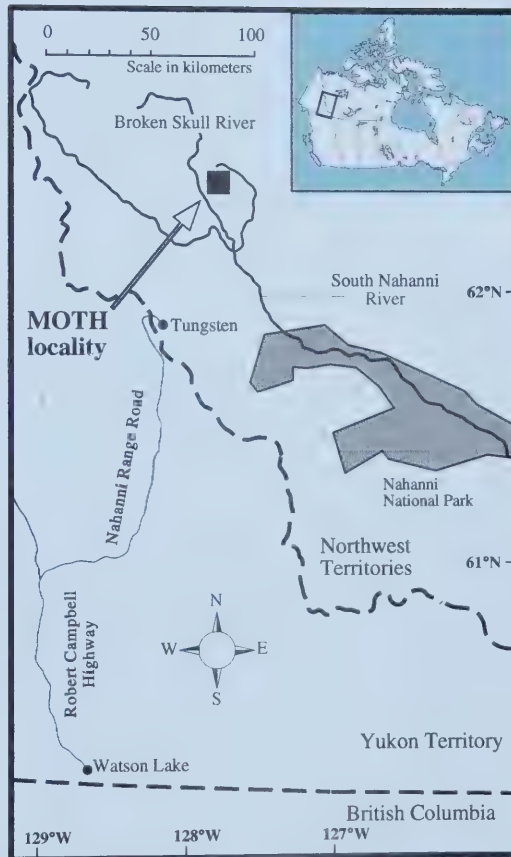 0 50 100
Scale in kilometers
Broken Skull River
South Nahanni
River
62°N
MOTH
locality
Tungsten
Nahanni Range Road
Nahanni
National Park
Northwest
Territories
61°N
N
W E
S
Robert Campbell
Highway
Yukon Territory
Watson Lake
British Columbia
129°W 128°W 127°W